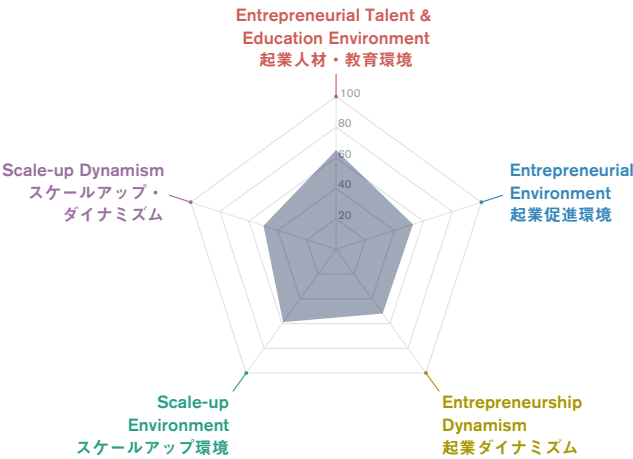 Entrepreneurial Talent &
Education Environment
起業人材・教育環境
100
80
60
40
20
Scale-up Dynamism
スケールアップ・
ダイナミズム
Entrepreneurial
Environment
起業促進環境
Scale-up
Environment
スケールアップ環境
Entrepreneurship
Dynamism
起業ダイナミズム